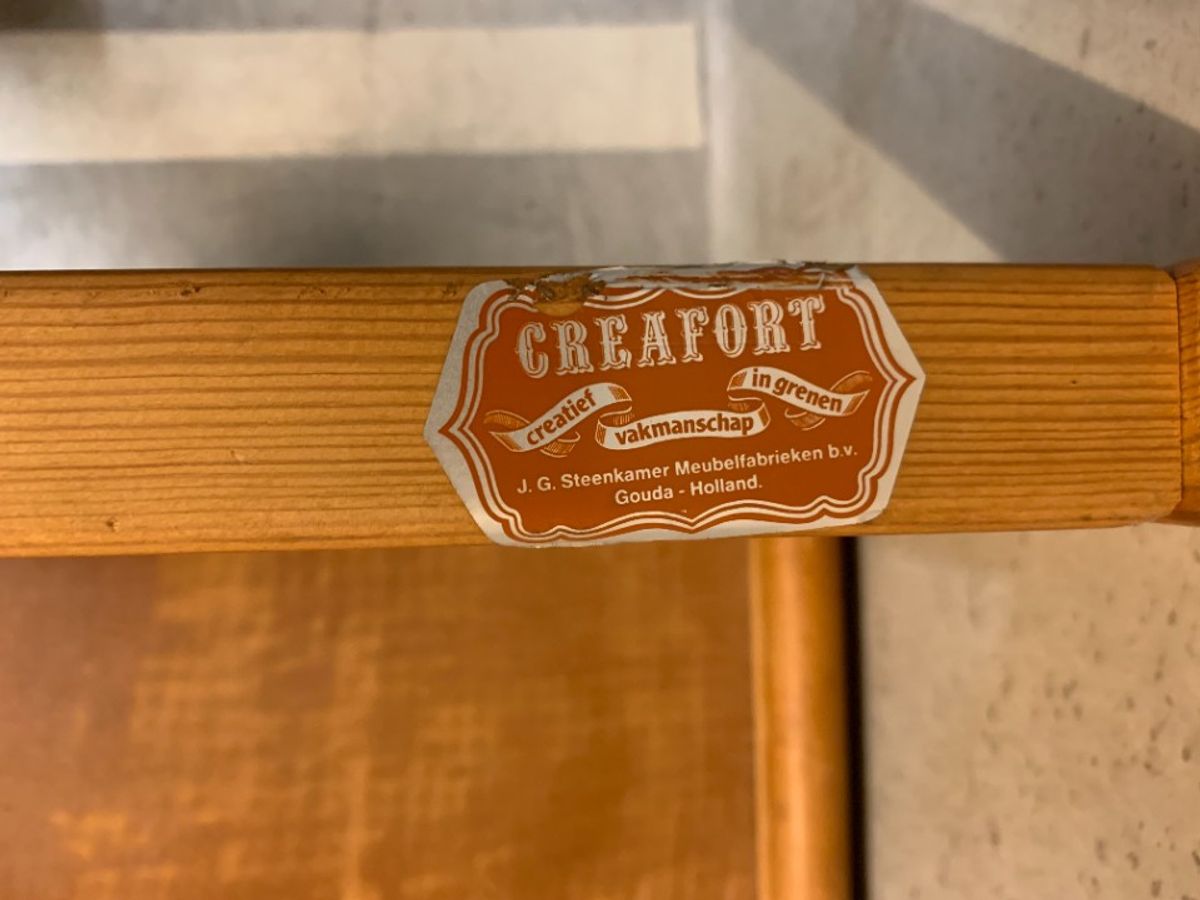 CREAFORT
creatief vakmanschap in grenen
J. G. Steenkamer Meubelfabrieken b.v.
Gouda - Holland.